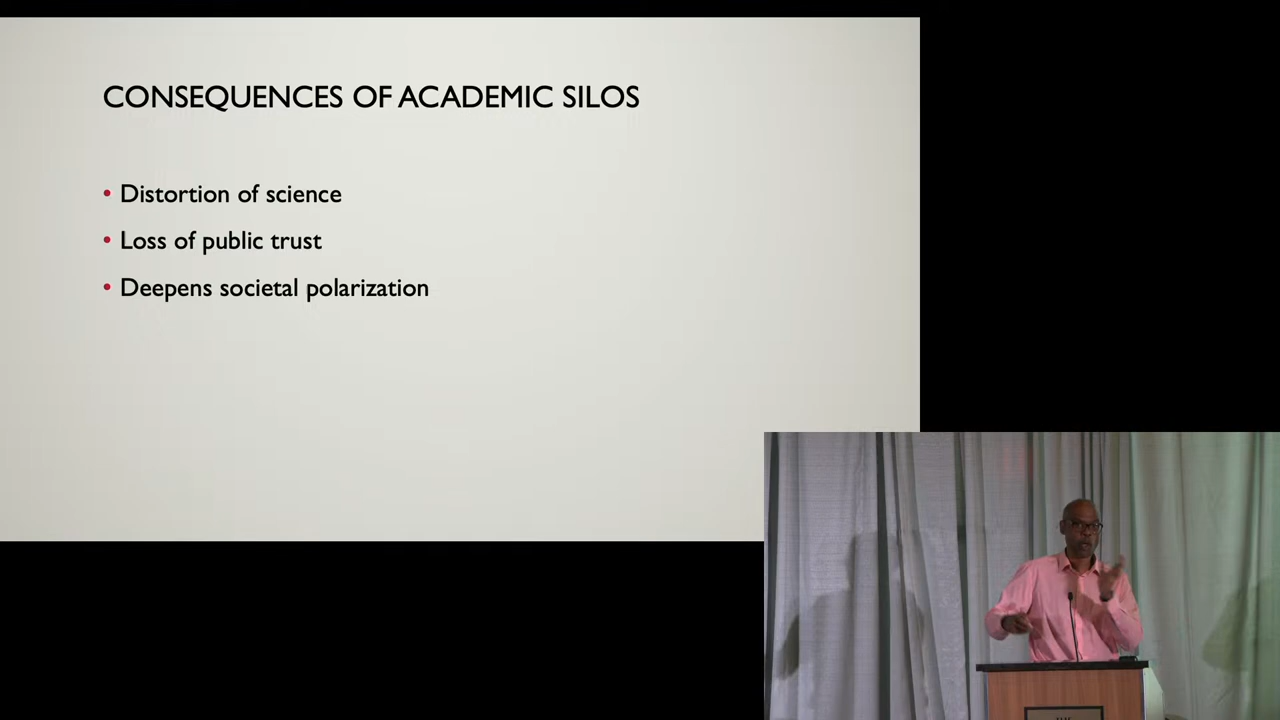 CONSEQUENCES OF ACADEMIC SILOS
• Distortion of science
• Loss of public trust
• Deepens societal polarization